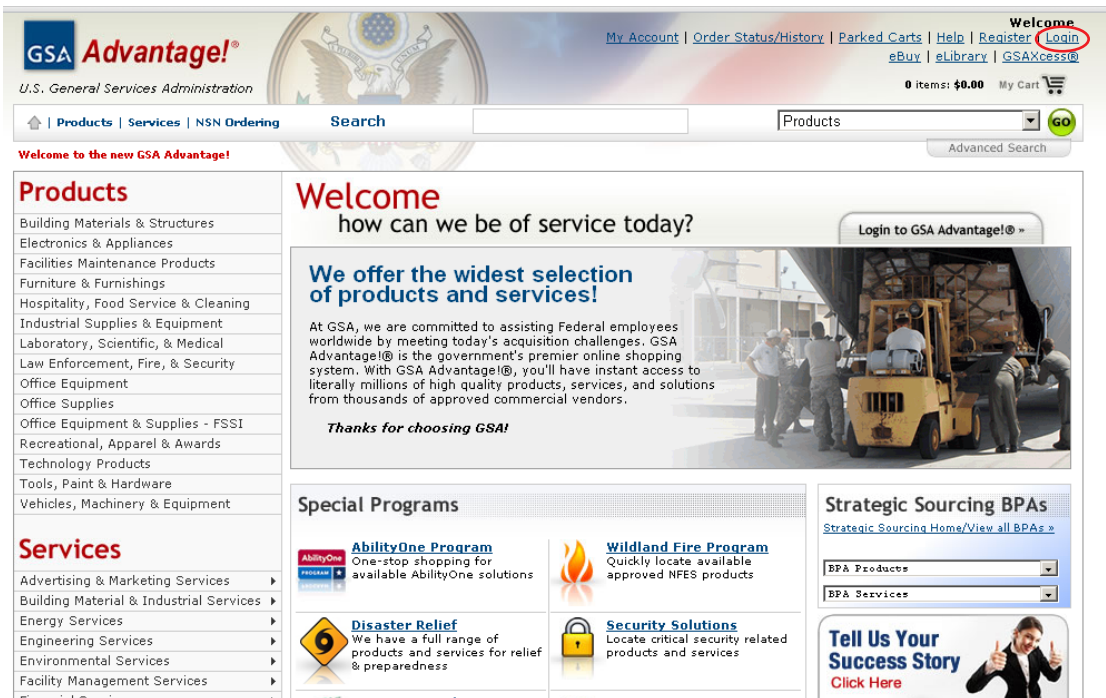 Welcome
My Account | Order Status/History | Parked Carts | Help | Register | Login
eBuy | eLibrary | GSAXcess®
GSA Advantage!®
U.S. General Services Administration
0 items: $0.00 My Cart
| Products | Services | NSN Ordering
Search
Products
GO
Advanced Search
Welcome to the new GSA Advantage!
Products
Building Materials & Structures
Electronics & Appliances
Facilities Maintenance Products
Furniture & Furnishings
Hospitality, Food Service & Cleaning
Industrial Supplies & Equipment
Laboratory, Scientific, & Medical
Law Enforcement, Fire, & Security
Office Equipment
Office Supplies
Office Equipment & Supplies - FSSI
Recreational, Apparel & Awards
Technology Products
Tools, Paint & Hardware
Vehicles, Machinery & Equipment
Services
Advertising & Marketing Services
Building Material & Industrial Services
Energy Services
Engineering Services
Environmental Services
Facility Management Services
Welcome
how can we be of service today?
Login to GSA Advantage!® »
We offer the widest selection
of products and services!
At GSA, we are committed to assisting Federal employees
worldwide by meeting today's acquisition challenges. GSA
Advantage!® is the government's premier online shopping
system. With GSA Advantage!®, you'll have instant access to
literally millions of high quality products, services, and solutions
from thousands of approved commercial vendors.
Thanks for choosing GSA!
Special Programs
AbilityOne
PROGRAM
AbilityOne Program
One-stop shopping for
available AbilityOne solutions
Wildland Fire Program
Quickly locate available
approved NFES products
Disaster Relief
We have a full range of
products and services for relief
& preparedness
Security Solutions
Locate critical security related
products and services
Strategic Sourcing BPAs
Strategic Sourcing Home/View all BPAs »
BPA Products
BPA Services
Tell Us Your
Success Story
Click Here